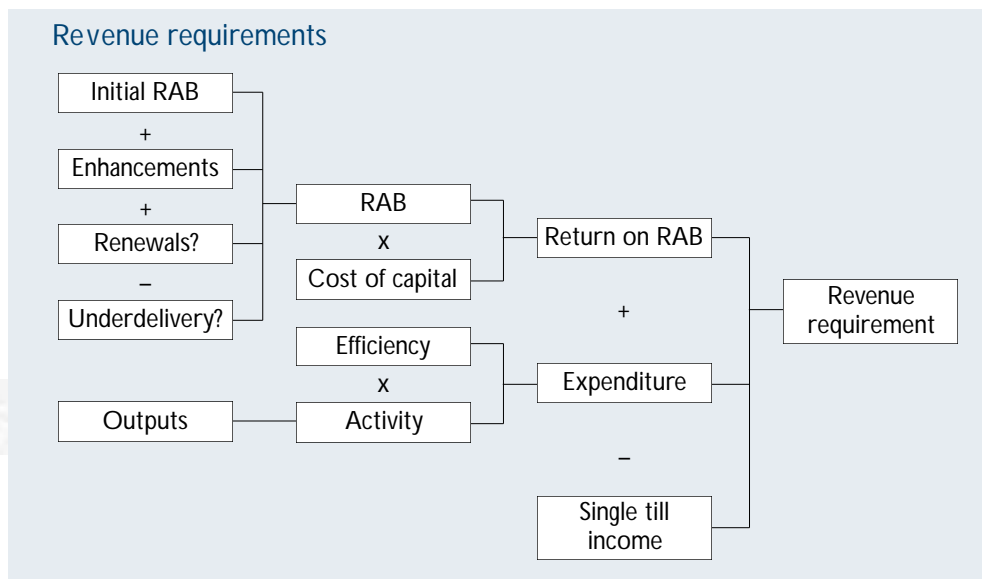 Revenue requirements
Initial RAB
+
Enhancements
+
Renewals?
–
Underdelivery?
Outputs
RAB
x
Cost of capital
Efficiency
x
Activity
Return on RAB
+
Expenditure
–
Single till
income
Revenue
requirement